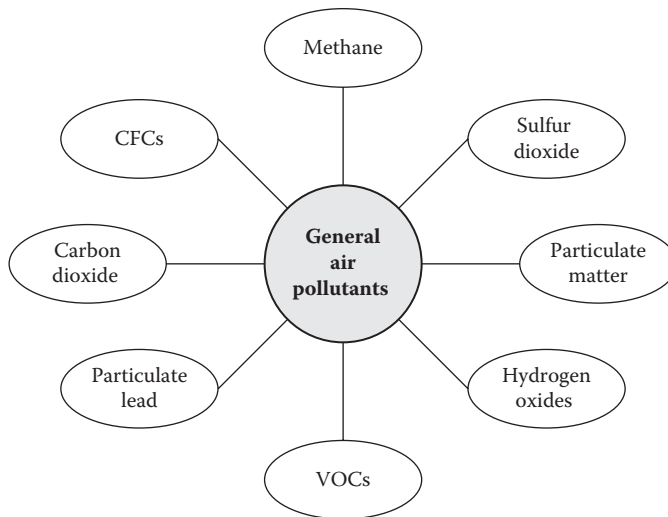 Methane
CFCs
Sulfur
dioxide
General
air
pollutants
Carbon
dioxide
Particulate
matter
Particulate
lead
Hydrogen
oxides
VOCs